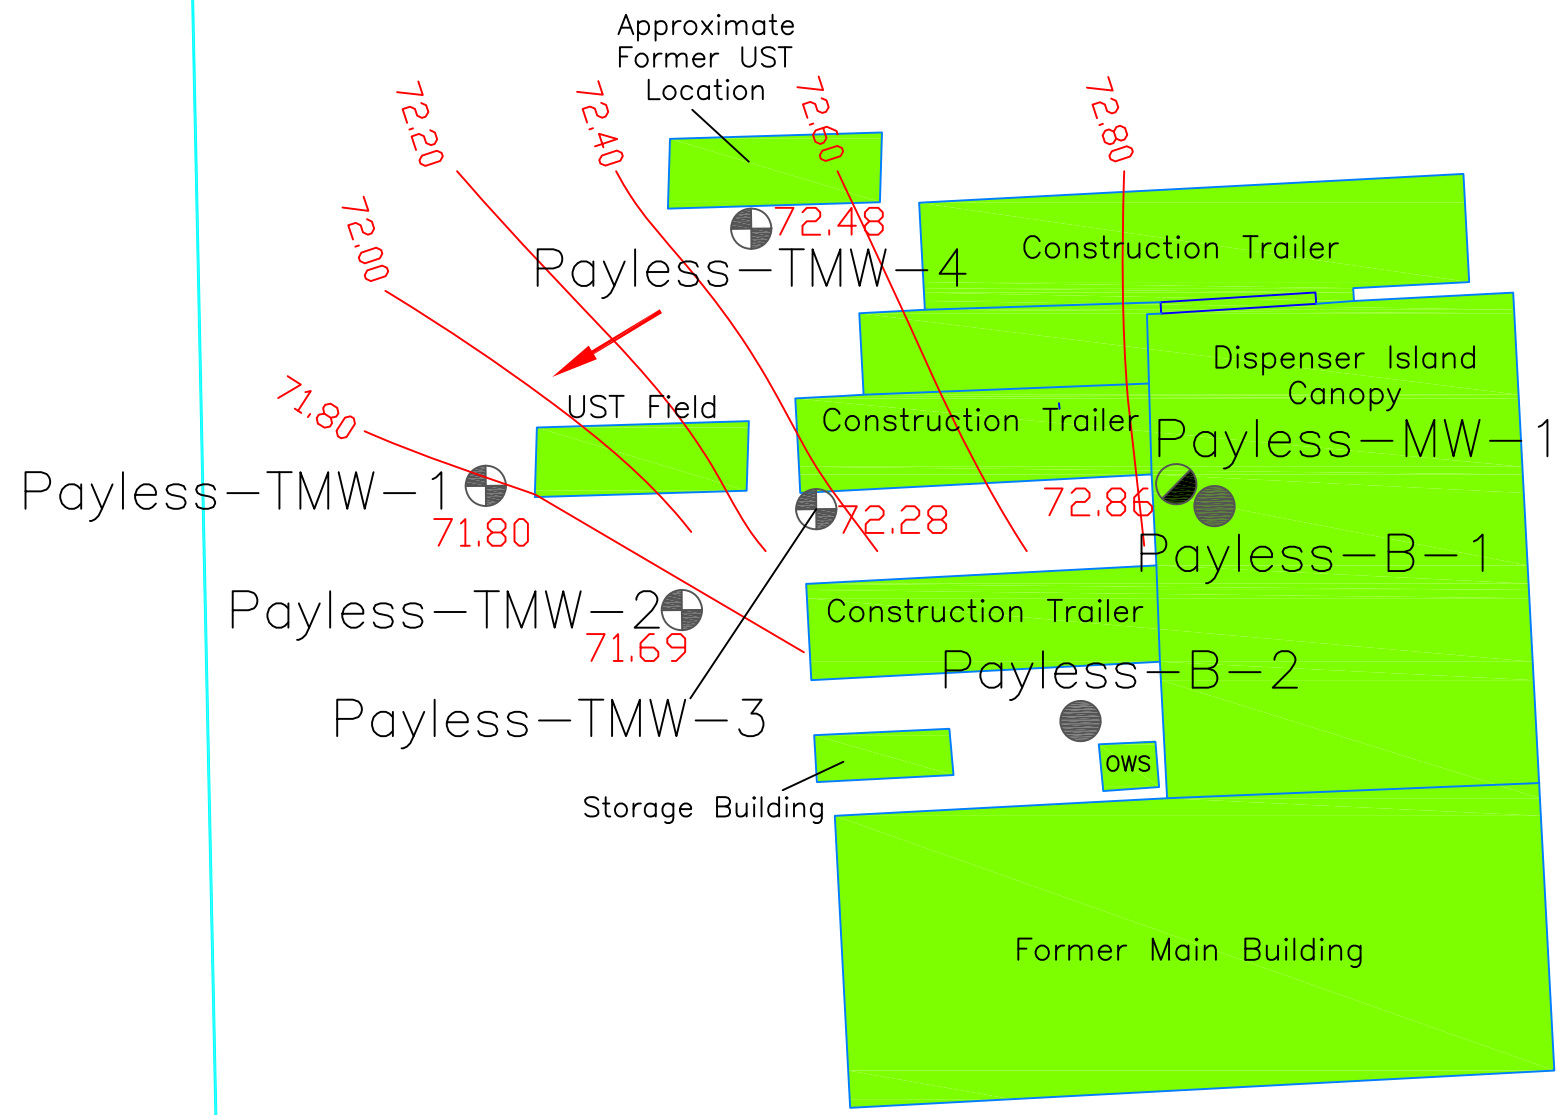 Approximate
Former UST
Location
72.20
72.40
72.60
72.80
72.00
72.48
Payless-TMW-4
Construction Trailer
Dispenser Island
Canopy
71.80
UST Field
Construction Trailer
Payless-MW-1
Payless-TMW-1
71.80
72.28
72.86
Payless-B-1
Payless-TMW-2
71.69
Construction Trailer
Payless-B-2
Payless-TMW-3
OWS
Storage Building
Former Main Building